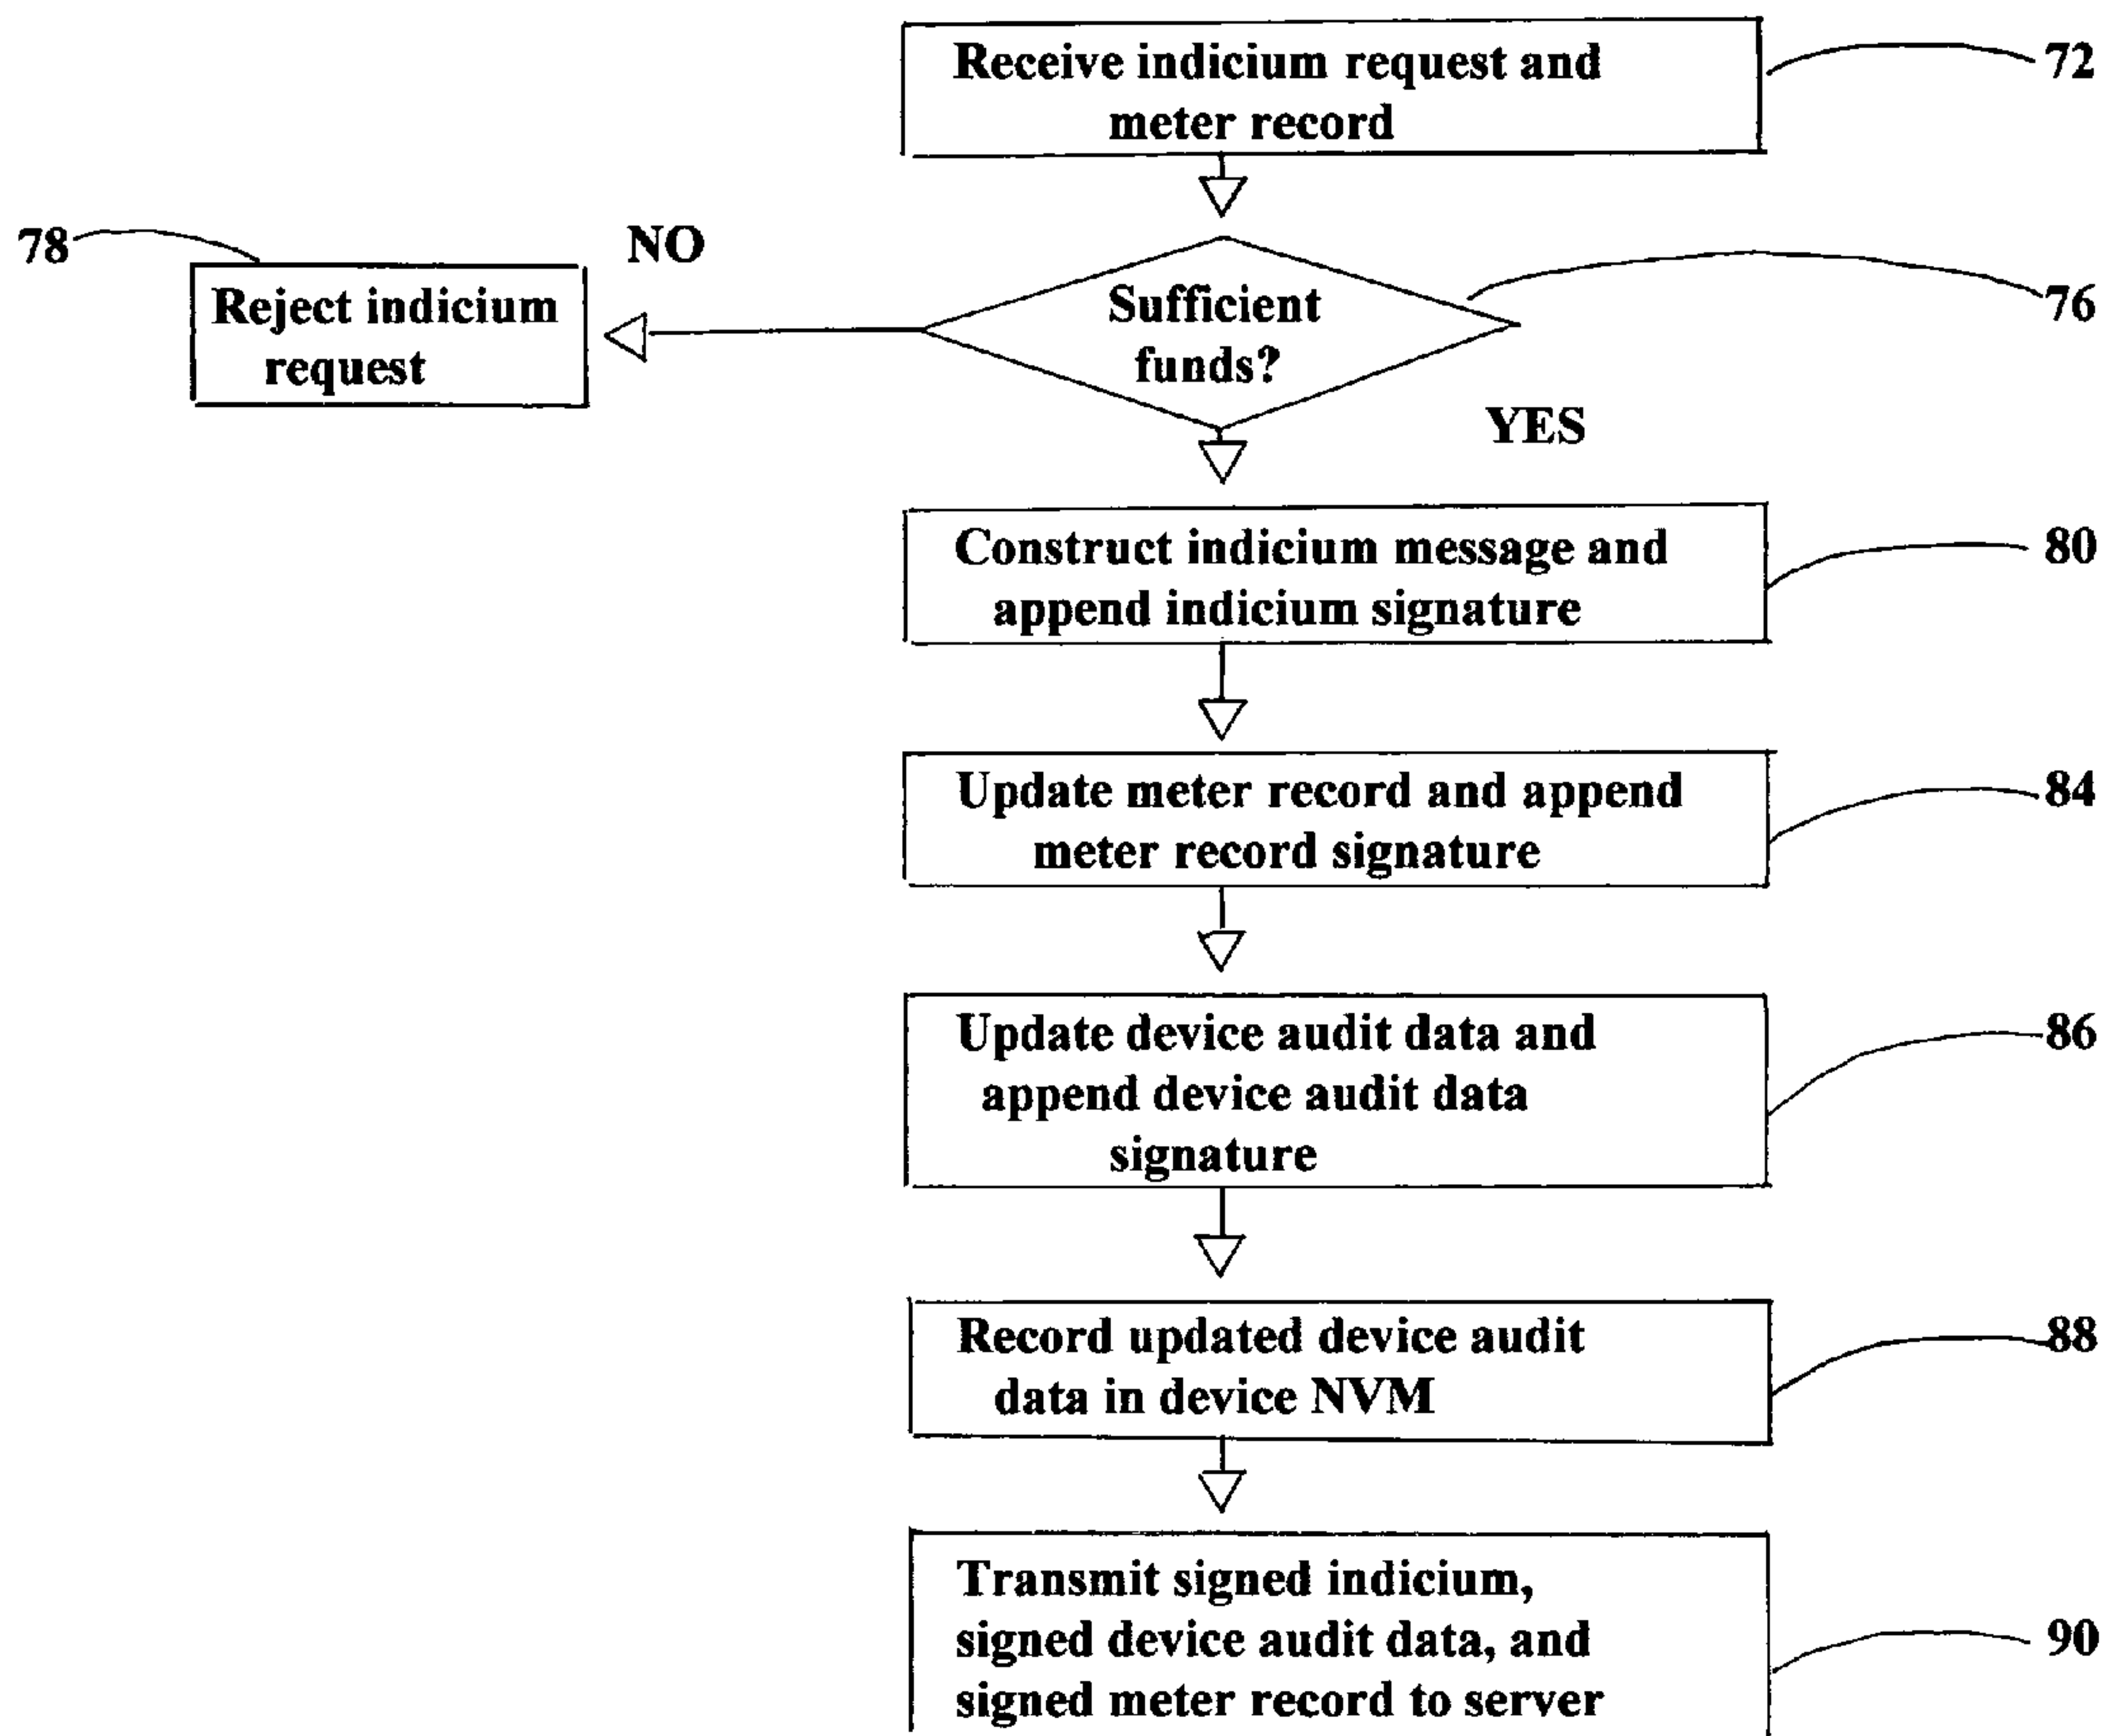 Receive indicium request and
meter record
72
78
NO
Reject indicium
request
Sufficient
funds?
76
YES
Construct indicium message and
append indicium signature
80
Update meter record and append
meter record signature
84
Update device audit data and
append device audit data
signature
86
Record updated device audit
data in device NVM
88
Transmit signed indicium,
signed device audit data, and
signed meter record to server
90